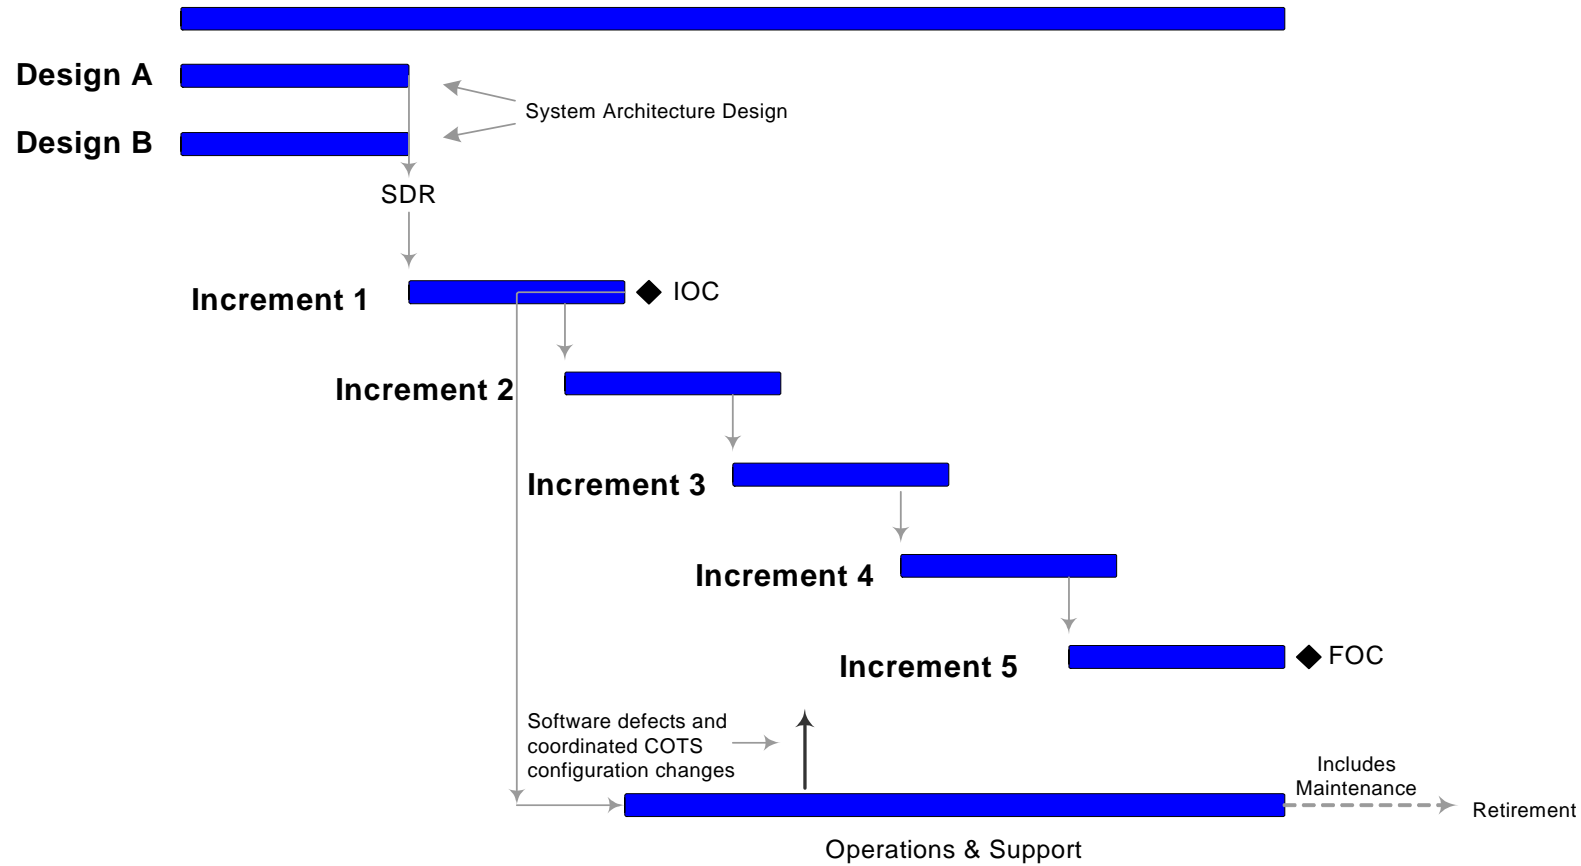 Design A
System Architecture Design
Design B
SDR
Increment 1
IOC
Increment 2
Increment 3
Increment 4
Increment 5
FOC
Software defects and
coordinated COTS
configuration changes
Includes
Maintenance
Retirement
Operations & Support